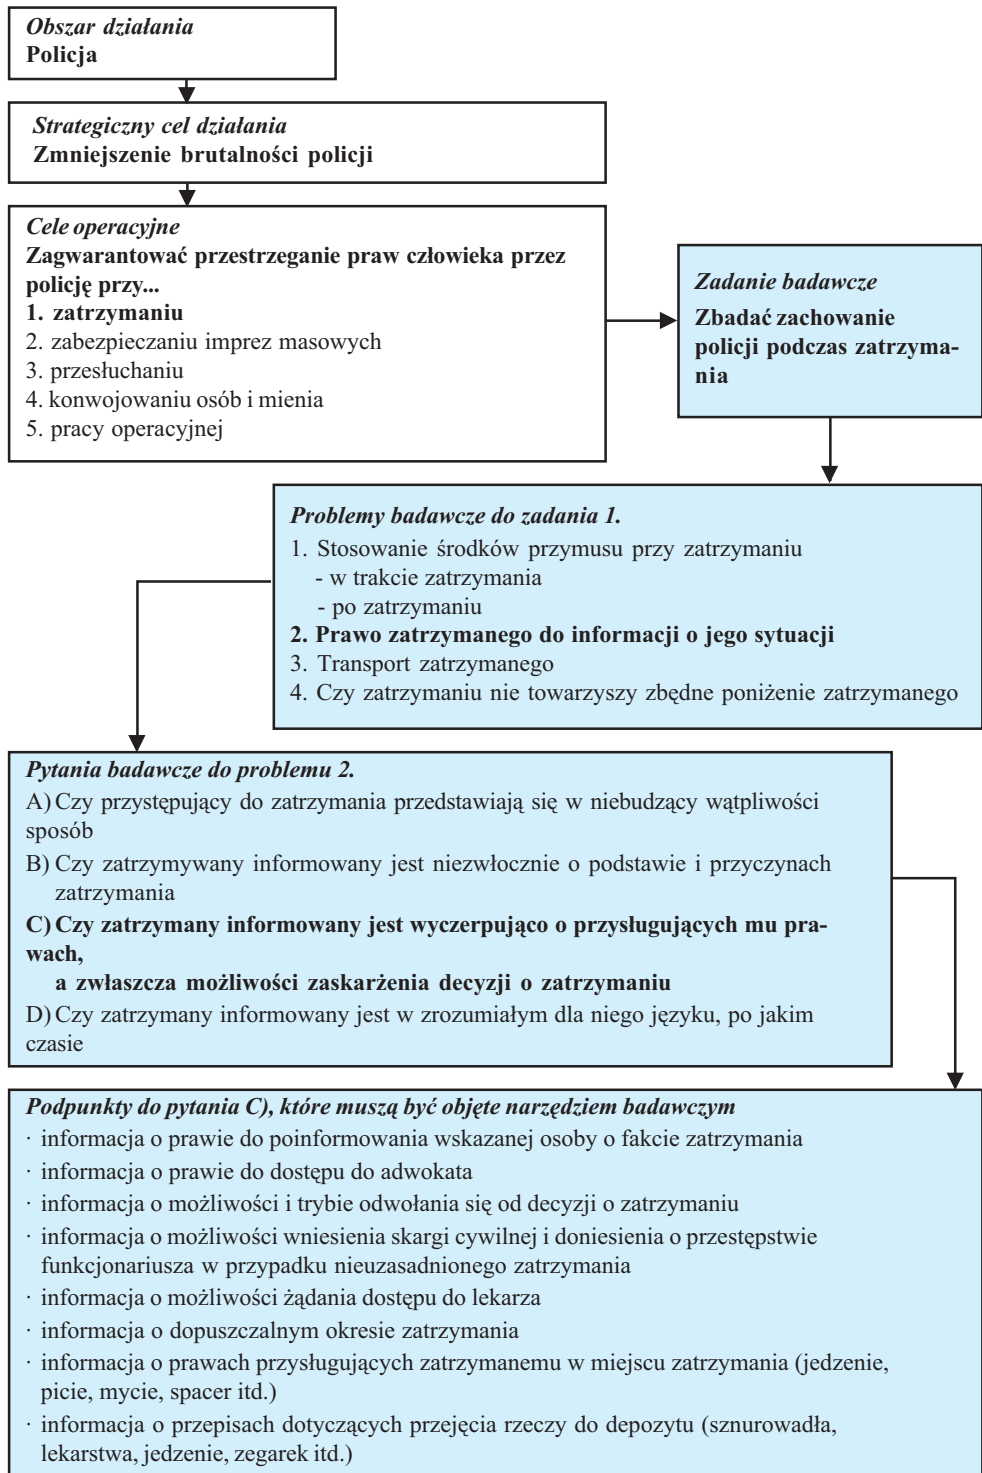 Obszar działania
Policja
Strategiczny cel działania
Zmniejszenie brutalności policji
Cele operacyjne
Zagwarantować przestrzeganie praw człowieka przez
policję przy...
1. zatrzymaniu
2. zabezpieczaniu imprez masowych
3. przesłuchaniu
4. konwojowaniu osób i mienia
5. pracy operacyjnej
Zadanie badawcze
Zbadać zachowanie
policji podczas zatrzyma-
nia
Problemy badawcze do zadania 1.
1. Stosowanie środków przymusu przy zatrzymaniu
- w trakcie zatrzymania
- po zatrzymaniu
2. Prawo zatrzymanego do informacji o jego sytuacji
3. Transport zatrzymanego
4. Czy zatrzymaniu nie towarzyszy zbędne poniżenie zatrzymanego
Pytania badawcze do problemu 2.
A) Czy przystępujący do zatrzymania przedstawiają się w niebudzący wątpliwości
sposób
B) Czy zatrzymywany informowany jest niezwłocznie o podstawie i przyczynach
zatrzymania
C) Czy zatrzymany informowany jest wyczerpująco o przysługujących mu pra-
wach,
a zwłaszcza możliwości zaskarżenia decyzji o zatrzymaniu
D) Czy zatrzymany informowany jest w zrozumiałym dla niego języku, po jakim
czasie
Podpunkty do pytania C), które muszą być objęte narzędziem badawczym
· informacja o prawie do poinformowania wskazanej osoby o fakcie zatrzymania
· informacja o prawie do dostępu do adwokata
· informacja o możliwości i trybie odwołania się od decyzji o zatrzymaniu
· informacja o możliwości wniesienia skargi cywilnej i doniesienia o przestępstwie
funkcjonariusza w przypadku nieuzasadnionego zatrzymania
· informacja o możliwości żądania dostępu do lekarza
· informacja o dopuszczalnym okresie zatrzymania
· informacja o prawach przysługujących zatrzymanemu w miejscu zatrzymania (jedzenie,
picie, mycie, spacer itd.)
· informacja o przepisach dotyczących przejęcia rzeczy do depozytu (sznurowadła,
lekarstwa, jedzenie, zegarek itd.)